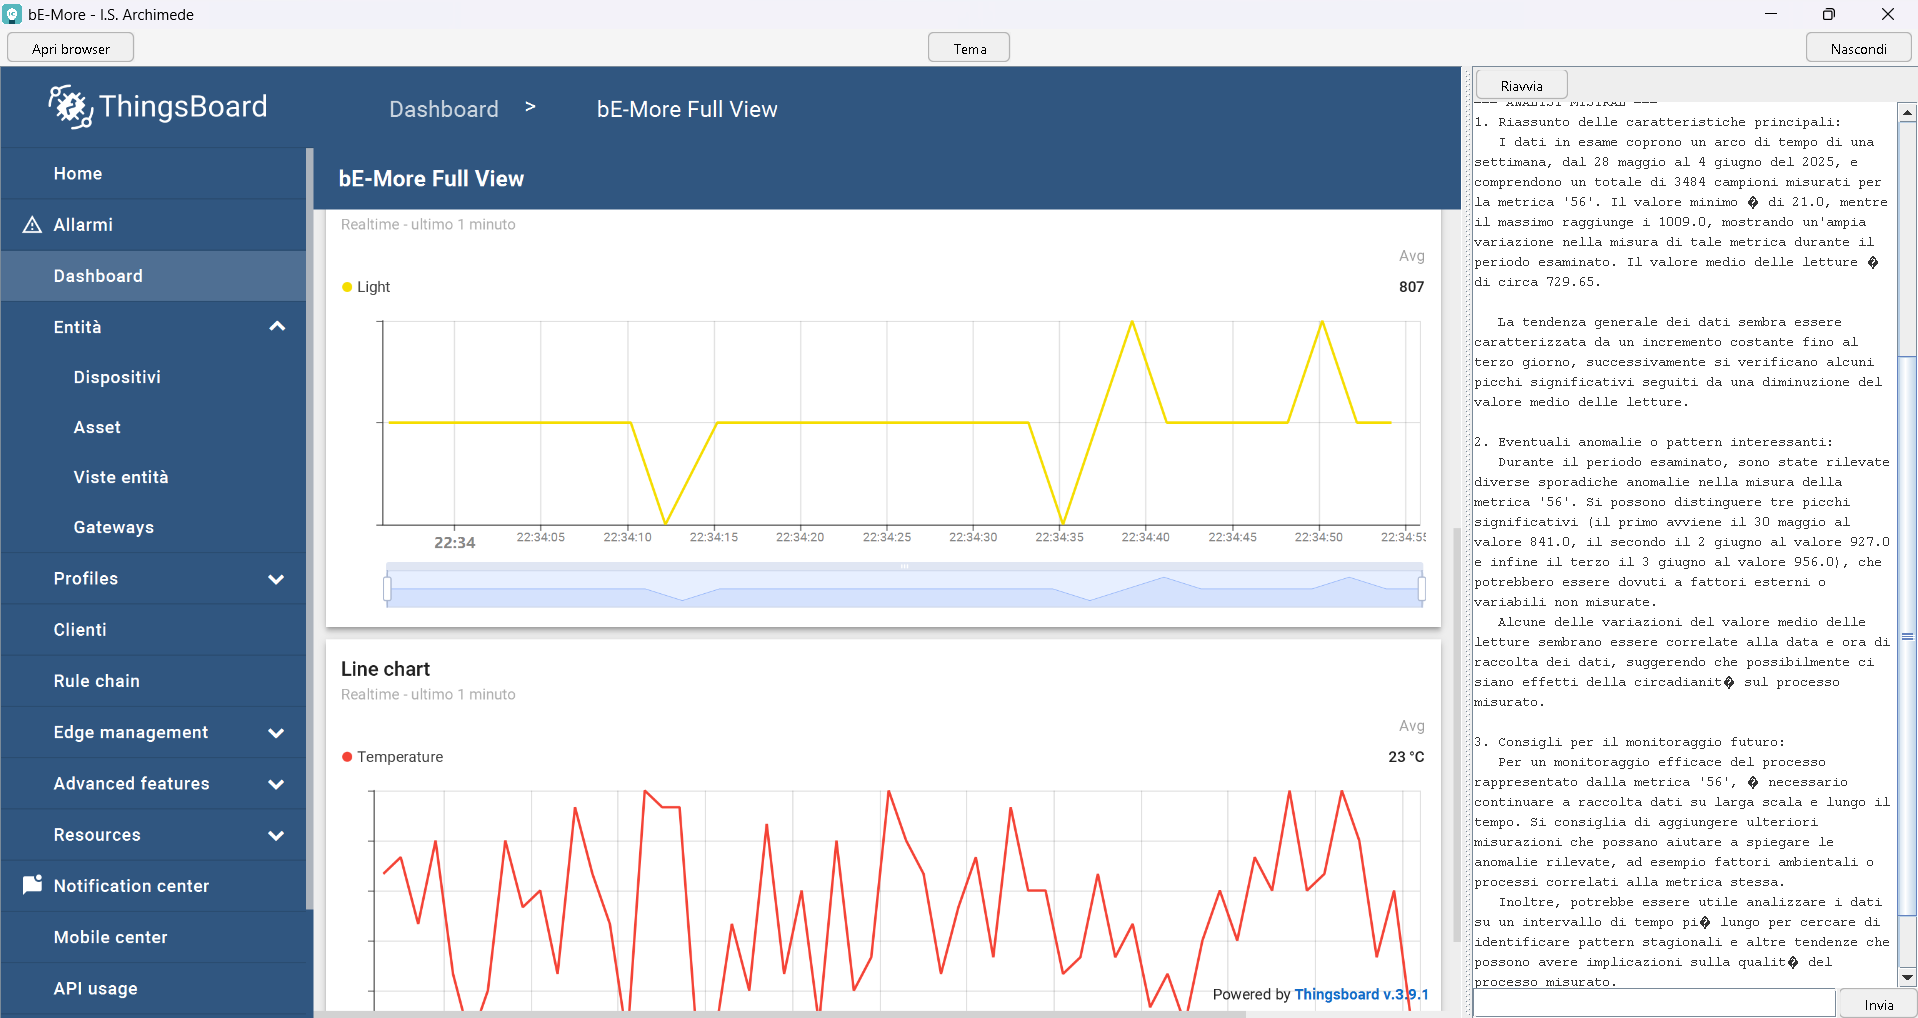 bE-More - I.S. Archimede
Apri browser
Tema
Nascondi
ThingsBoard
Dashboard > bE-More Full View
bE-More Full View
Home
Allarmi
Dashboard
Entità
Dispositivi
Asset
Viste entità
Gateways
Profiles
Clienti
Rule chain
Edge management
Advanced features
Resources
Notification center
Mobile center
API usage
Realtime - ultimo 1 minuto
Avg
Light
807
22:34
22:34:05
22:34:10
22:34:15
22:34:20
22:34:25
22:34:30
22:34:35
22:34:40
22:34:45
22:34:50
22:34:55
Line chart
Realtime - ultimo 1 minuto
Avg
Temperature
23 °C
Powered by Thingsboard v.3.9.1
Riavvia
--- ANALISI MISTRAL ---
1. Riassunto delle caratteristiche principali:
I dati in esame coprono un arco di tempo di una
settimana, dal 28 maggio al 4 giugno del 2025, e
comprendono un totale di 3484 campioni misurati per
la metrica '56'. Il valore minimo � di 21.0, mentre
il massimo raggiunge i 1009.0, mostrando un'ampia
variazione nella misura di tale metrica durante il
periodo esaminato. Il valore medio delle letture �
di circa 729.65.
La tendenza generale dei dati sembra essere
caratterizzata da un incremento costante fino al
terzo giorno, successivamente si verificano alcuni
picchi significativi seguiti da una diminuzione del
valore medio delle letture.
2. Eventuali anomalie o pattern interessanti:
Durante il periodo esaminato, sono state rilevate
diverse sporadiche anomalie nella misura della
metrica '56'. Si possono distinguere tre picchi
significativi (il primo avviene il 30 maggio al
valore 841.0, il secondo il 2 giugno al valore 927.0
e infine il terzo il 3 giugno al valore 956.0), che
potrebbero essere dovuti a fattori esterni o
variabili non misurate.
Alcune delle variazioni del valore medio delle
letture sembrano essere correlate alla data e ora di
raccolta dei dati, suggerendo che possibilmente ci
siano effetti della circadianit� sul processo
misurato.
3. Consigli per il monitoraggio futuro:
Per un monitoraggio efficace del processo
rappresentato dalla metrica '56', � necessario
continuare a raccolta dati su larga scala e lungo il
tempo. Si consiglia di aggiungere ulteriori
misurazioni che possano aiutare a spiegare le
anomalie rilevate, ad esempio fattori ambientali o
processi correlati alla metrica stessa.
Inoltre, potrebbe essere utile analizzare i dati
su un intervallo di tempo pi� lungo per cercare di
identificare pattern stagionali e altre tendenze che
possono avere implicazioni sulla qualit� del
processo misurato.
Invia